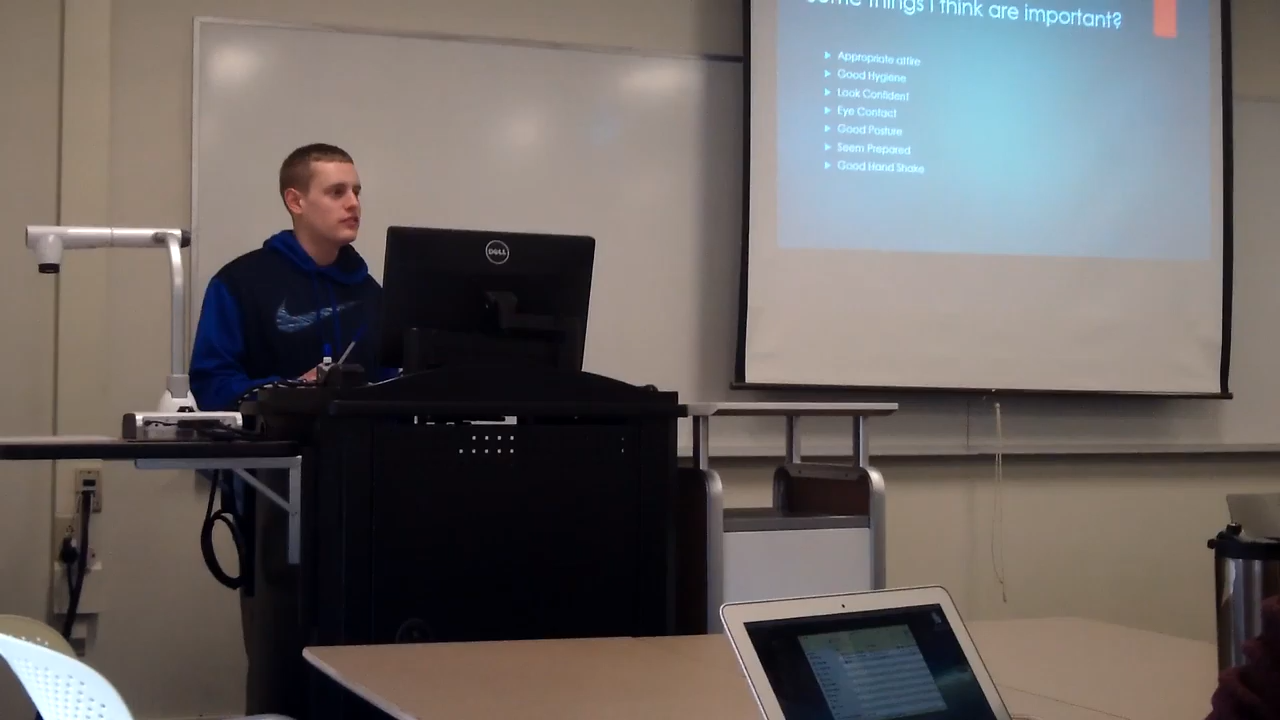 some things I think are important?
Appropriate attire
Good Hygiene
Look Confident
Eye Contact
Good Posture
Seem Prepared
Good Hand Shake
DELL